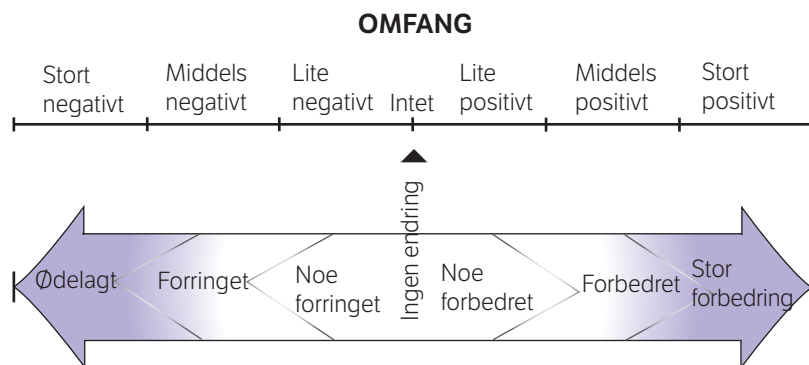 OMFANG
Stort
negativt
Middels
negativt
Lite
negativt
Intet
Lite
positivt
Middels
positivt
Stort
positivt
Ødelagt
Forringet
Noe
forringet
Ingen endring
Noe
forbedret
Forbedret
Stor
forbedring